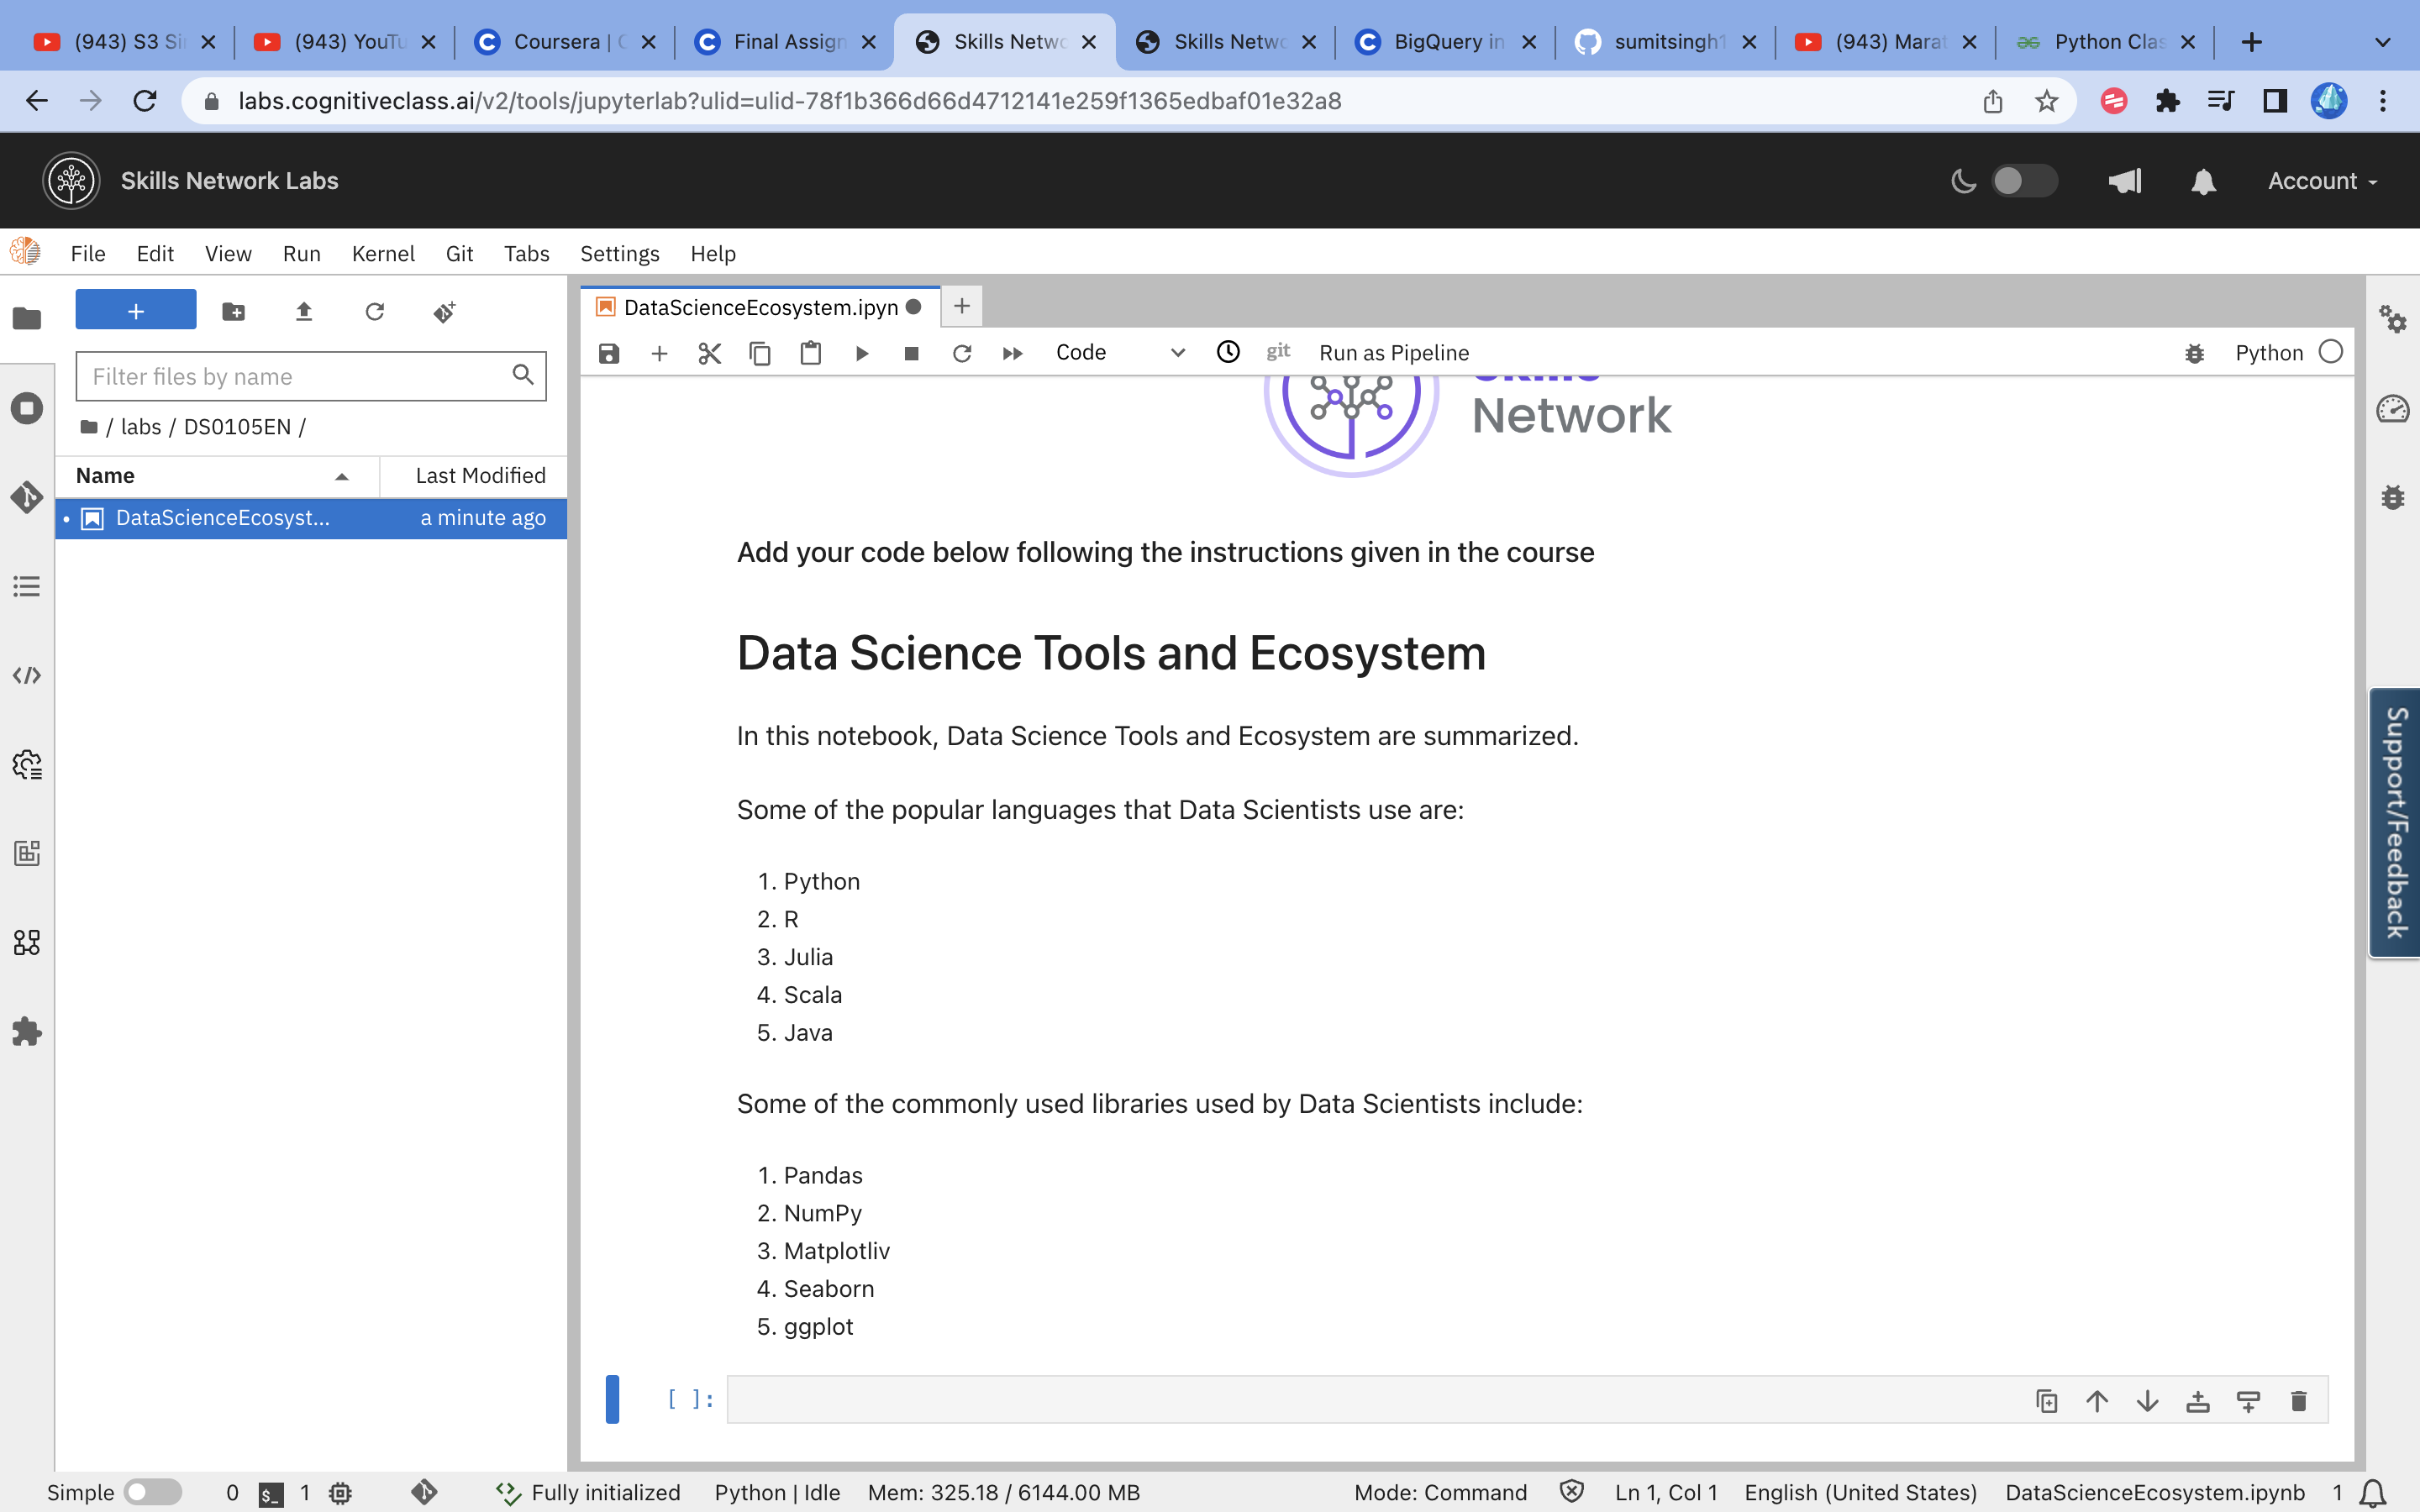 (943) S3 Si
(943) YouTu
Coursera | C
Final Assign
Skills Netwo
Skills Netwo
BigQuery in
sumitsingh1
(943) Marat
Python Clas
labs.cognitiveclass.ai/v2/tools/jupyterlab?ulid=ulid-78f1b366d66d4712141e259f1365edbaf01e32a8
Skills Network Labs
Account
File Edit View Run Kernel Git Tabs Settings Help
DataScienceEcosystem.ipyn
Code
git
Run as Pipeline
Python
Filter files by name
/ labs / DS0105EN /
Name
Last Modified
DataScienceEcosyst...
a minute ago
Skills
Network
Add your code below following the instructions given in the course
Data Science Tools and Ecosystem
In this notebook, Data Science Tools and Ecosystem are summarized.
Some of the popular languages that Data Scientists use are:
1. Python
2. R
3. Julia
4. Scala
5. Java
Some of the commonly used libraries used by Data Scientists include:
1. Pandas
2. NumPy
3. Matplotliv
4. Seaborn
5. ggplot
[ ]:
Support/Feedback
Simple
0
$_
1
Fully initialized
Python | Idle
Mem: 325.18 / 6144.00 MB
Mode: Command
Ln 1, Col 1
English (United States)
DataScienceEcosystem.ipynb
1